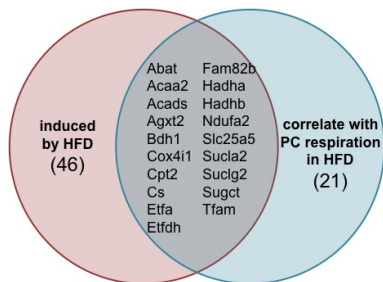 induced
by HFD
(46)
Abat
Acaa2
Acads
Agxt2
Bdh1
Cox4i1
Cpt2
Cs
Etfa
Etfdh
Fam82b
Hadha
Hadhb
Ndufa2
Slc25a5
Sucla2
Suclg2
Sugct
Tfam
correlate with
PC respiration
in HFD
(21)